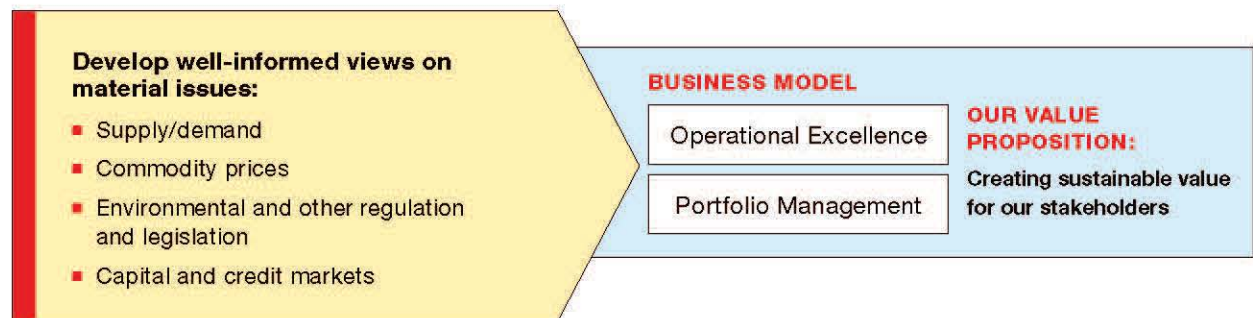 Develop well-informed views on
material issues:
Supply/demand
Commodity prices
Environmental and other regulation
and legislation
Capital and credit markets
BUSINESS MODEL
Operational Excellence
Portfolio Management
OUR VALUE
PROPOSITION:
Creating sustainable value
for our stakeholders